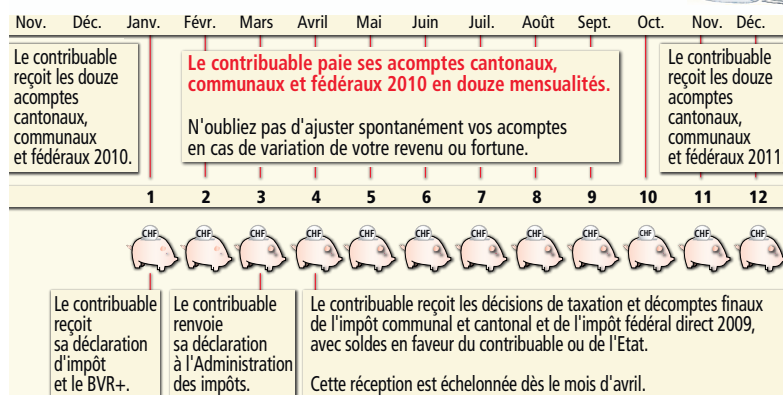 Nov. Déc. Janv. Févr. Mars Avril Mai Juin Juil. Août Sept. Oct. Nov. Déc.
Le contribuable
reçoit les douze
acomptes
cantonaux,
communaux
et fédéraux 2010.
Le contribuable paie ses acomptes cantonaux,
communaux et fédéraux 2010 en douze mensualités.
N'oubliez pas d'ajuster spontanément vos acomptes
en cas de variation de votre revenu ou fortune.
Le contribuable
reçoit les douze
acomptes
cantonaux,
communaux
et fédéraux 2011
1 2 3 4 5 6 7 8 9 10 11 12
CHF CHF CHF CHF CHF CHF CHF CHF CHF CHF CHF CHF
Le contribuable
reçoit
sa déclaration
d'impôt
et le BVR+.
Le contribuable
renvoie
sa déclaration
à l'Administration
des impôts.
Le contribuable reçoit les décisions de taxation et décomptes finaux
de l'impôt communal et cantonal et de l'impôt fédéral direct 2009,
avec soldes en faveur du contribuable ou de l'Etat.
Cette réception est échelonnée dès le mois d'avril.